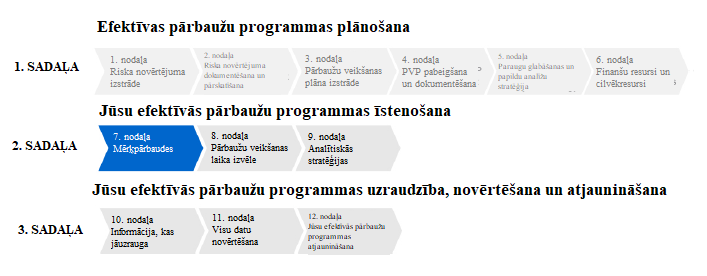 Efektīvas pārbaužu programmas plānošana
1. SADAĻA
1. nodaļa
Riska novērtējuma
izstrāde
2. nodaļa
Riska novērtējuma
dokumentēšana un
pārskatīšana
3. nodaļa
Pārbaužu veikšanas
plāna izstrāde
4. nodaļa
PVP pabeigšana
un dokumentēšana
5. nodaļa
Paraugu glabāšanas un
papildu analīžu
stratēģija
6. nodaļa
Finanšu resursi un
cilvēkresursi
Jūsu efektīvās pārbaužu programmas īstenošana
2. SADAĻA
7. nodaļa
Mērķpārbaudes
8. nodaļa
Pārbaužu veikšanas
laika izvēle
9. nodaļa
Analītiskās
stratēģijas
Jūsu efektīvās pārbaužu programmas uzraudzība, novērtēšana un atjaunināšana
3. SADAĻA
10. nodaļa
Informācija, kas
jāuzrauga
11. nodaļa
Visu datu
novērtēšana
12. nodaļa
Jūsu efektīvās pārbaužu
programmas
atjaunināšana